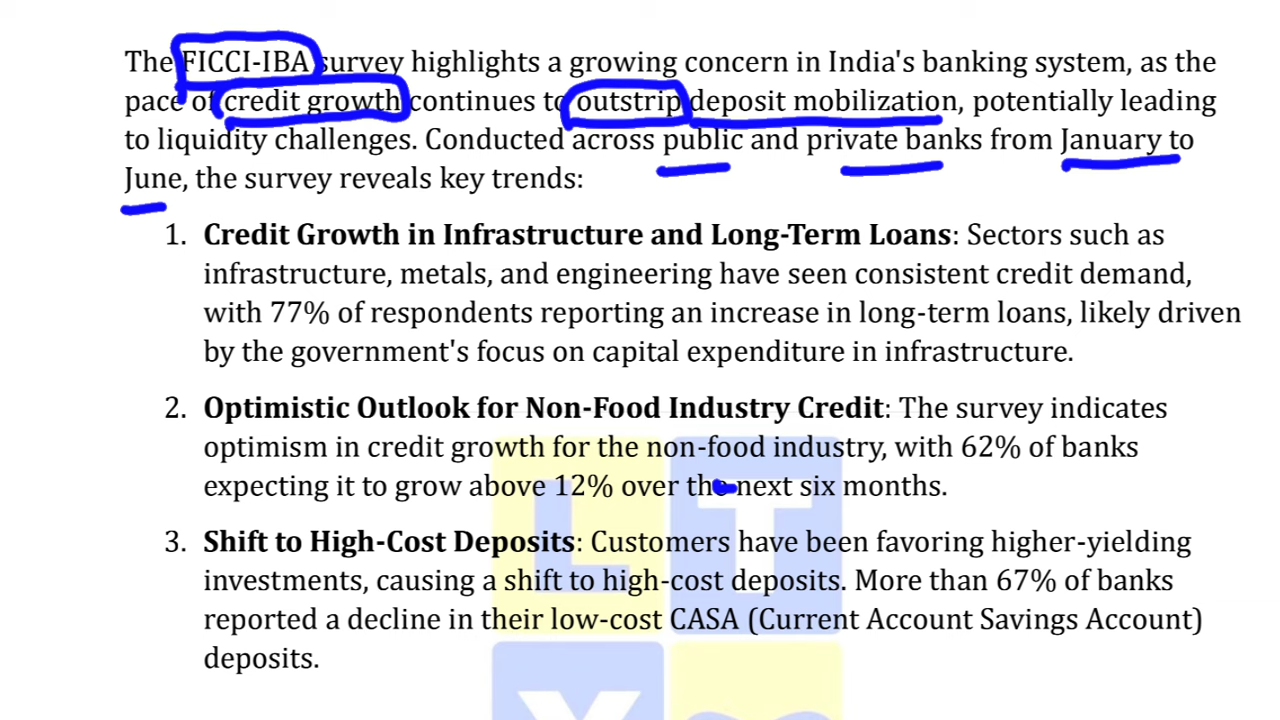 The FICCI-IBA survey highlights a growing concern in India's banking system, as the
pace of credit growth continues to outstrip deposit mobilization, potentially leading
to liquidity challenges. Conducted across public and private banks from January to
June, the survey reveals key trends:
1. Credit Growth in Infrastructure and Long-Term Loans: Sectors such as
infrastructure, metals, and engineering have seen consistent credit demand,
with 77% of respondents reporting an increase in long-term loans, likely driven
by the government's focus on capital expenditure in infrastructure.
2. Optimistic Outlook for Non-Food Industry Credit: The survey indicates
optimism in credit growth for the non-food industry, with 62% of banks
expecting it to grow above 12% over the next six months.
3. Shift to High-Cost Deposits: Customers have been favoring higher-yielding
investments, causing a shift to high-cost deposits. More than 67% of banks
reported a decline in their low-cost CASA (Current Account Savings Account)
deposits.
L T
X